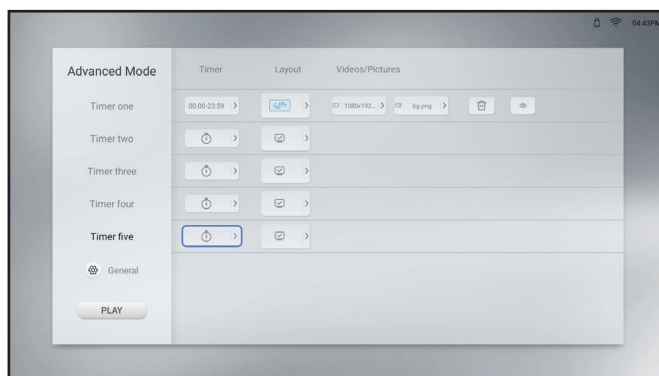 04:43PM
Advanced Mode Timer Layout Videos/Pictures
Timer one 00:00-23:59 1080x192... bg.png
Timer two
Timer three
Timer four
Timer five
General
PLAY